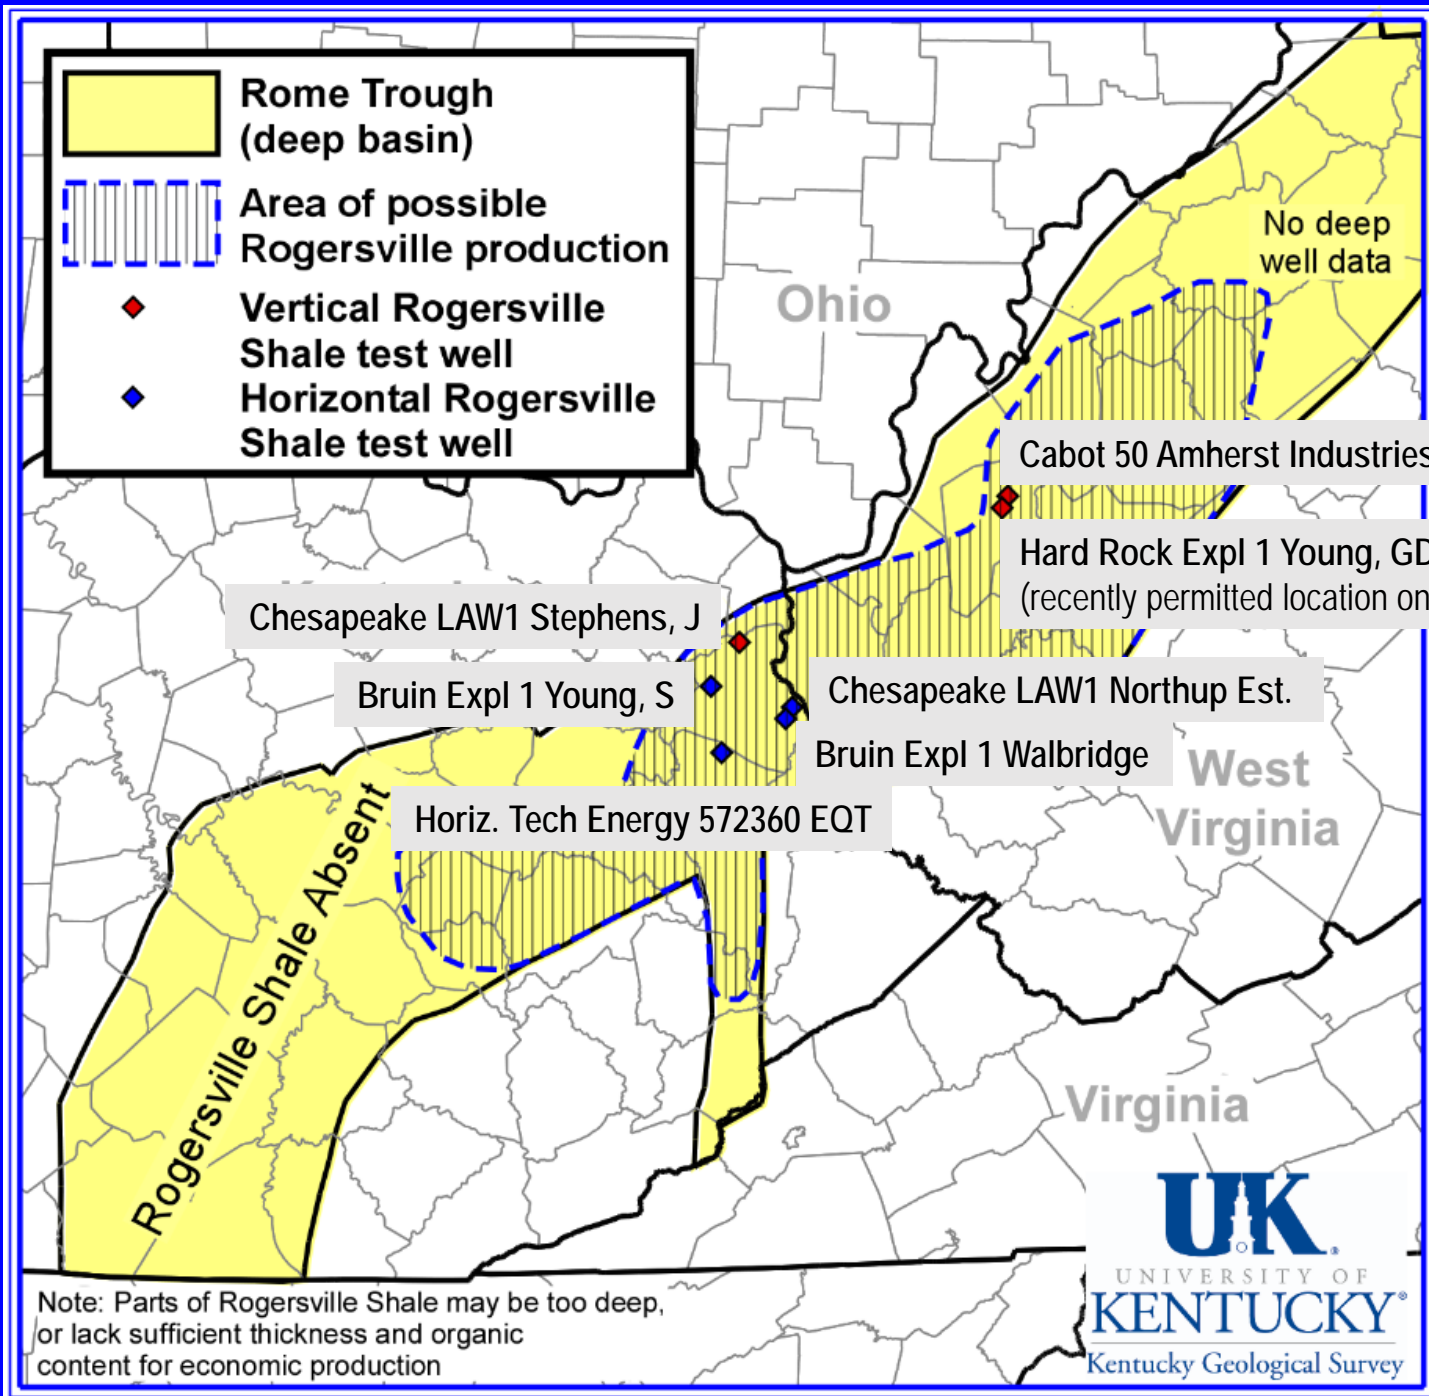 Rome Trough
(deep basin)
Area of possible
Rogersville production
Vertical Rogersville
Shale test well
Horizontal Rogersville
Shale test well
No deep
well data
Ohio
Cabot 50 Amherst Industries
Hard Rock Expl 1 Young, GD
(recently permitted location on
Chesapeake LAW1 Stephens, J
Bruin Expl 1 Young, S
Chesapeake LAW1 Northup Est.
Bruin Expl 1 Walbridge
West
Virginia
Horiz. Tech Energy 572360 EQT
Rogersville Shale Absent
Virginia
Note: Parts of Rogersville Shale may be too deep,
or lack sufficient thickness and organic
content for economic production
UK
UNIVERSITY OF
KENTUCKY®
Kentucky Geological Survey